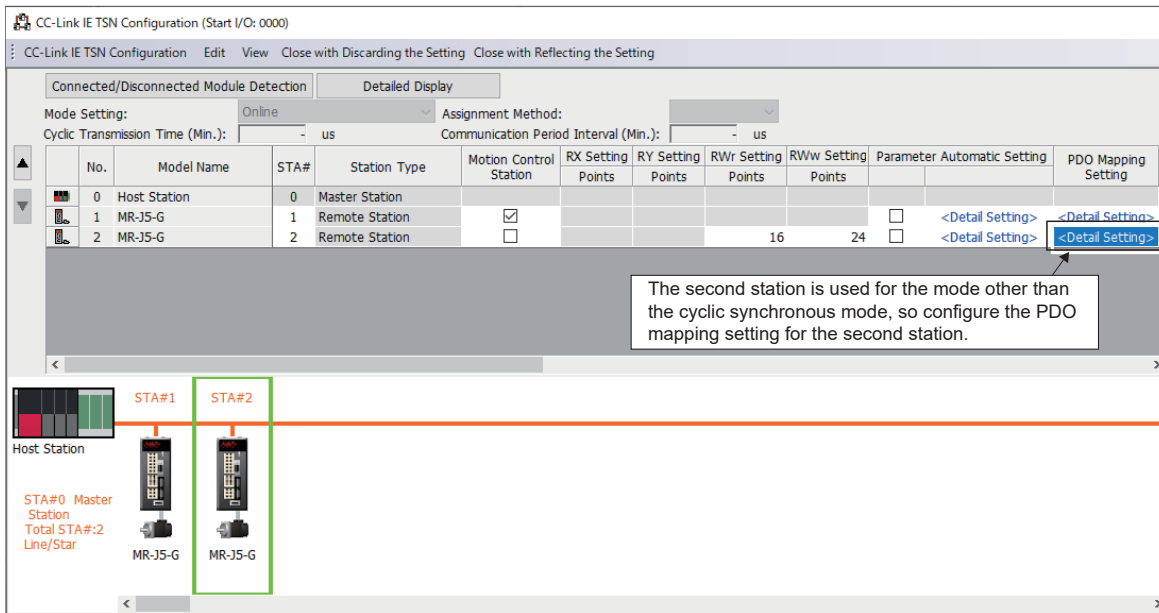 CC-Link IE TSN Configuration (Start I/O: 0000)
CC-Link IE TSN Configuration Edit View Close with Discarding the Setting Close with Reflecting the Setting
Connected/Disconnected Module Detection Detailed Display
Mode Setting: Online Assignment Method:
Cyclic Transmission Time (Min.): - us Communication Period Interval (Min.): - us
No. Model Name STA# Station Type Motion Control Station RX Setting RY Setting RWr Setting RWw Setting Parameter Automatic Setting PDO Mapping Setting
Points Points Points Points
0 Host Station 0 Master Station
1 MR-J5-G 1 Remote Station <Detail Setting> <Detail Setting>
2 MR-J5-G 2 Remote Station 16 24 <Detail Setting> <Detail Setting>
The second station is used for the mode other than
the cyclic synchronous mode, so configure the PDO
mapping setting for the second station.
STA#1 STA#2
Host Station
STA#0 Master
Station
Total STA#:2
Line/Star
MR-J5-G MR-J5-G